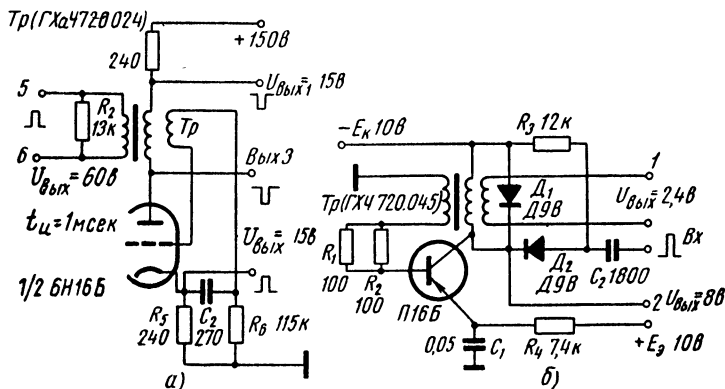 Тр(ГХа4720024)
+150в
240
5
Uвых1 = 15в
R2
13к
Тр
6
Вых 3
Uвых = 60в
tи = 1мсек
Uвых = 15в
1/2 6Н16Б
R5
240
C2
270
R6 115к
а)
-Eк 10в
R3 12к
1
Тр(ГХ4 720.045)
Д1
Д9В
Uвых = 2,4в
R1
100
R2
100
Д2
Д9В
C2 1800
Вх
П16Б
2 Uвых = 8в
0,05 C1
R4 7,4к
+Eэ 10в
б)